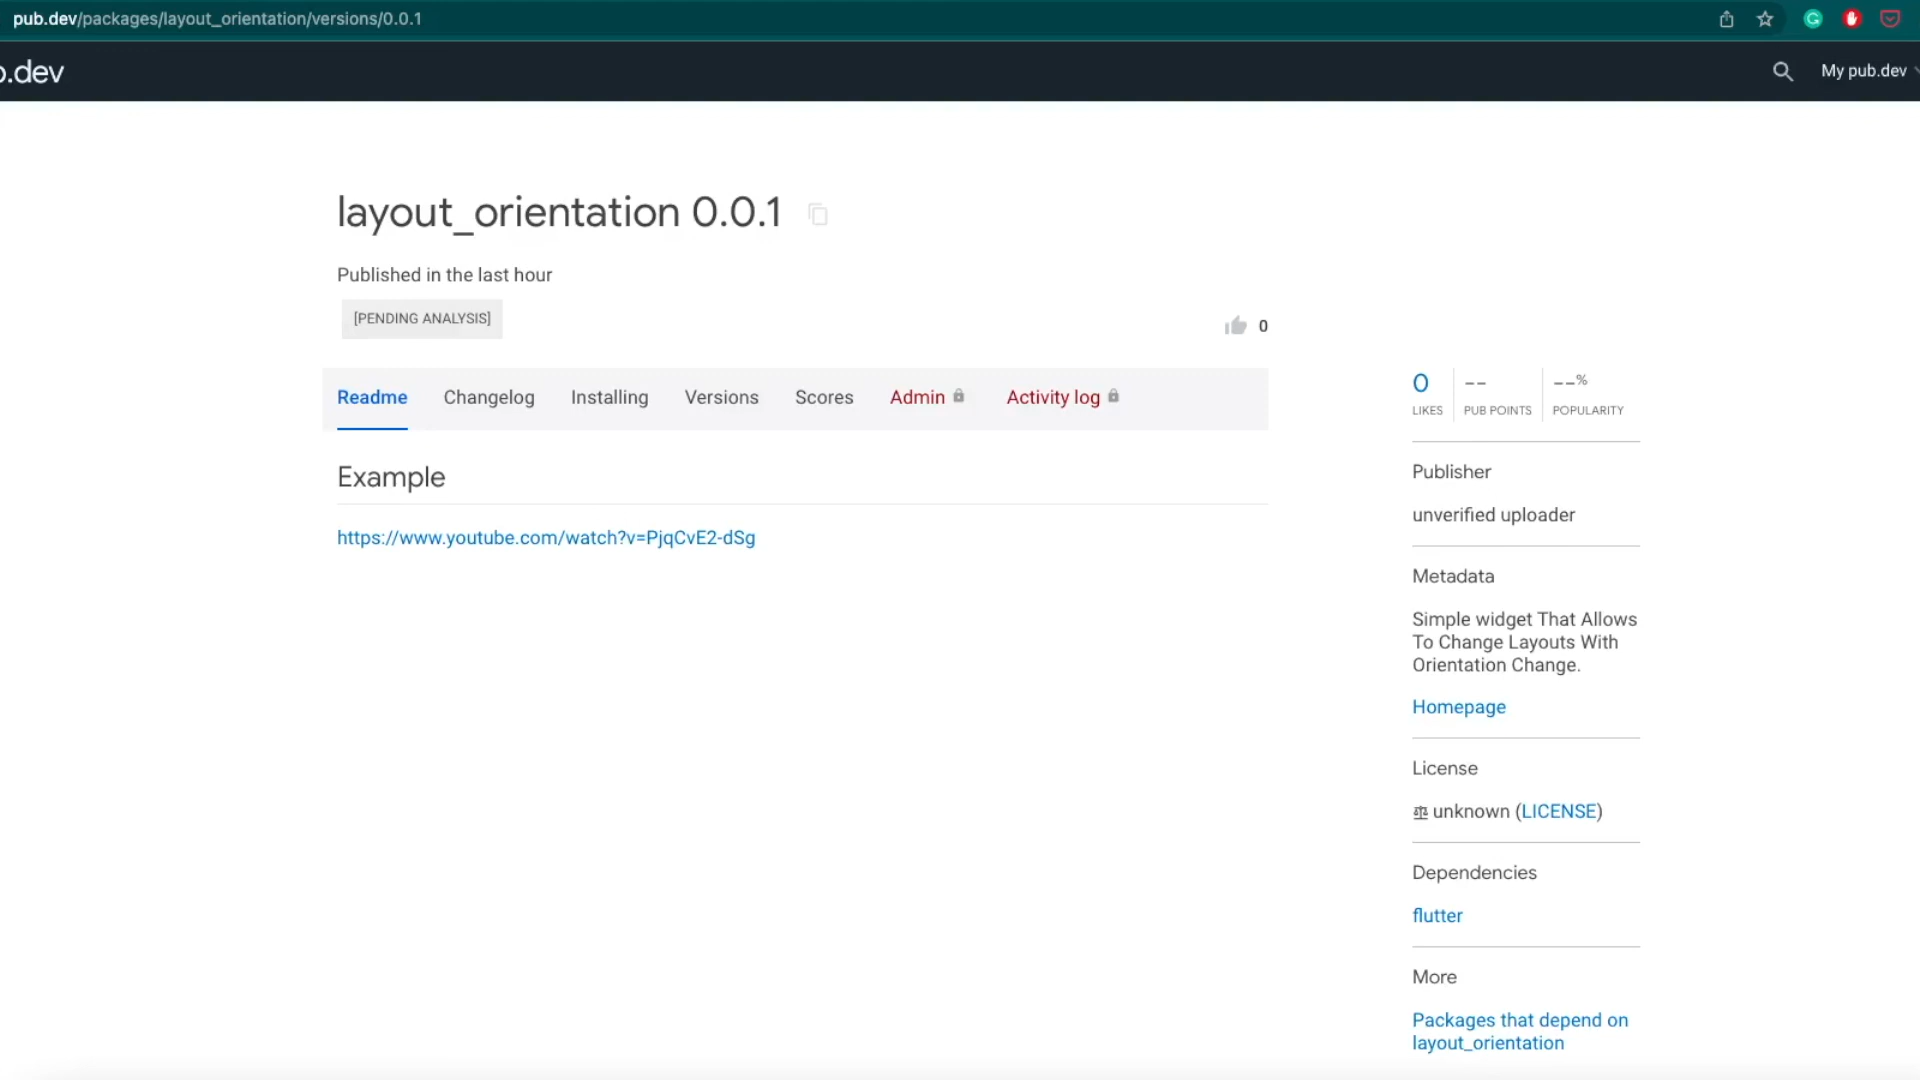 pub.dev/packages/layout_orientation/versions/0.0.1
.dev
My pub.dev
layout_orientation 0.0.1
Published in the last hour
[PENDING ANALYSIS]
0
Readme Changelog Installing Versions Scores Admin Activity log
Example
https://www.youtube.com/watch?v=PjqCvE2-dSg
0 -- --%
LIKES PUB POINTS POPULARITY
Publisher
unverified uploader
Metadata
Simple widget That Allows
To Change Layouts With
Orientation Change.
Homepage
License
unknown (LICENSE)
Dependencies
flutter
More
Packages that depend on
layout_orientation